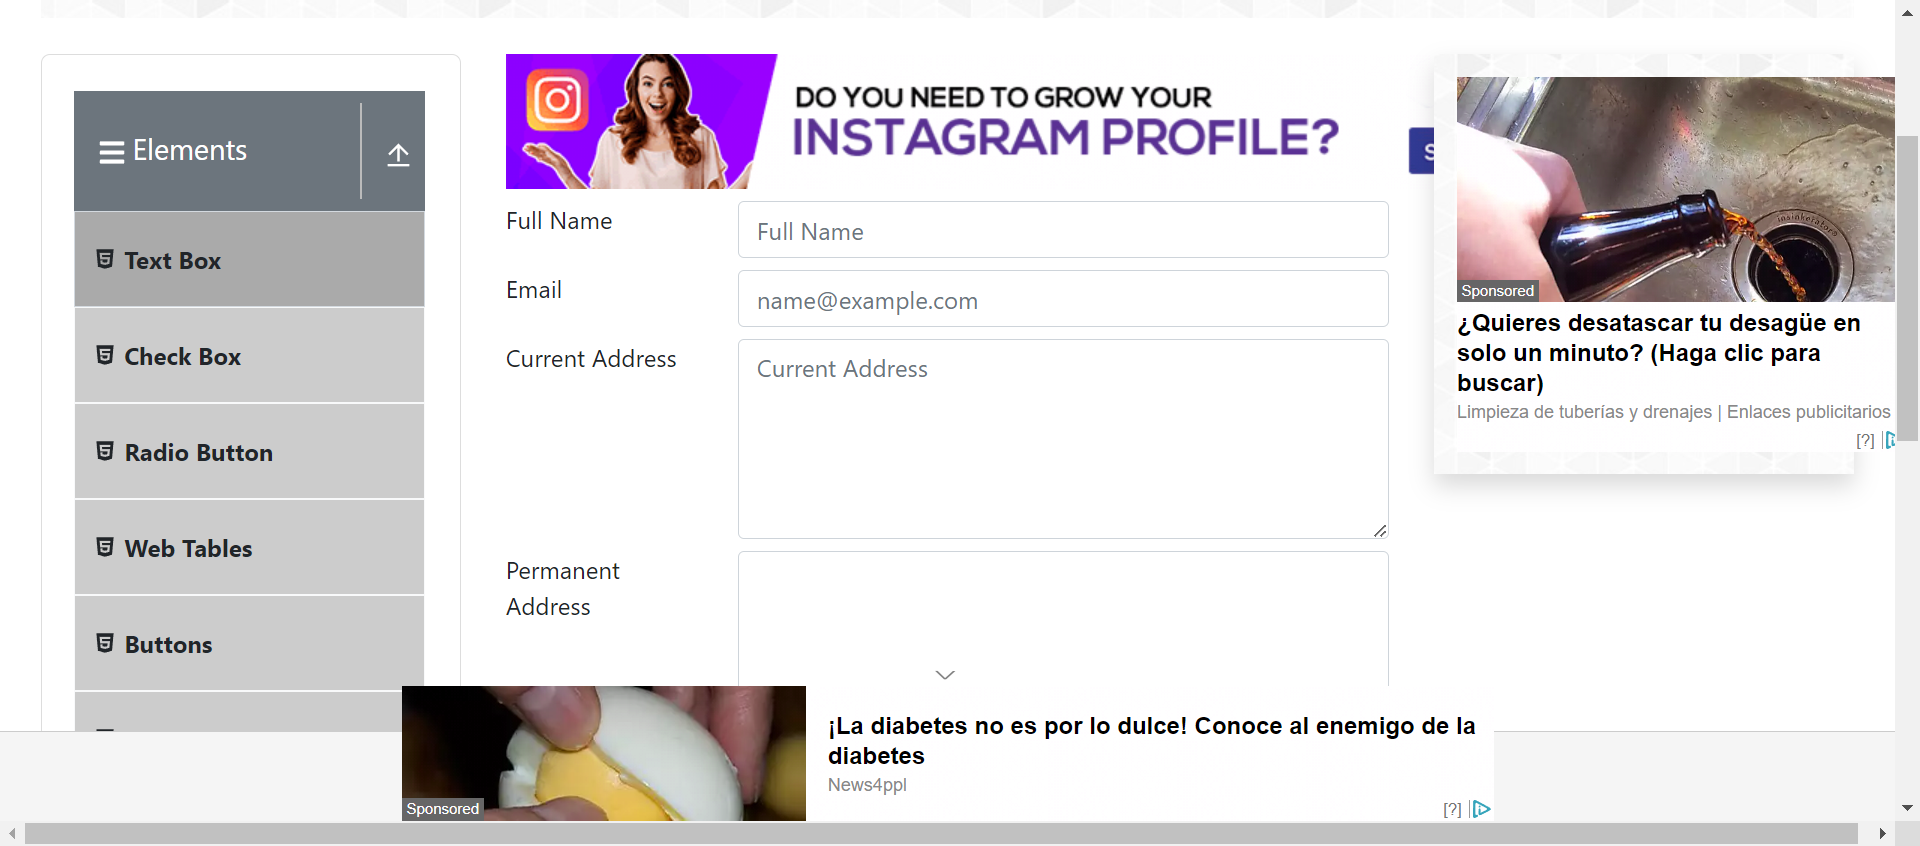 Elements
Text Box
Check Box
Radio Button
Web Tables
Buttons
DO YOU NEED TO GROW YOUR
INSTAGRAM PROFILE?
S
Full Name
Full Name
Email
name@example.com
Current Address
Current Address
Permanent
Address
insinkerator
Sponsored
¿Quieres desatascar tu desagüe en
solo un minuto? (Haga clic para
buscar)
Limpieza de tuberías y drenajes | Enlaces publicitarios
[?]
Sponsored
¡La diabetes no es por lo dulce! Conoce al enemigo de la
diabetes
News4ppl
[?]